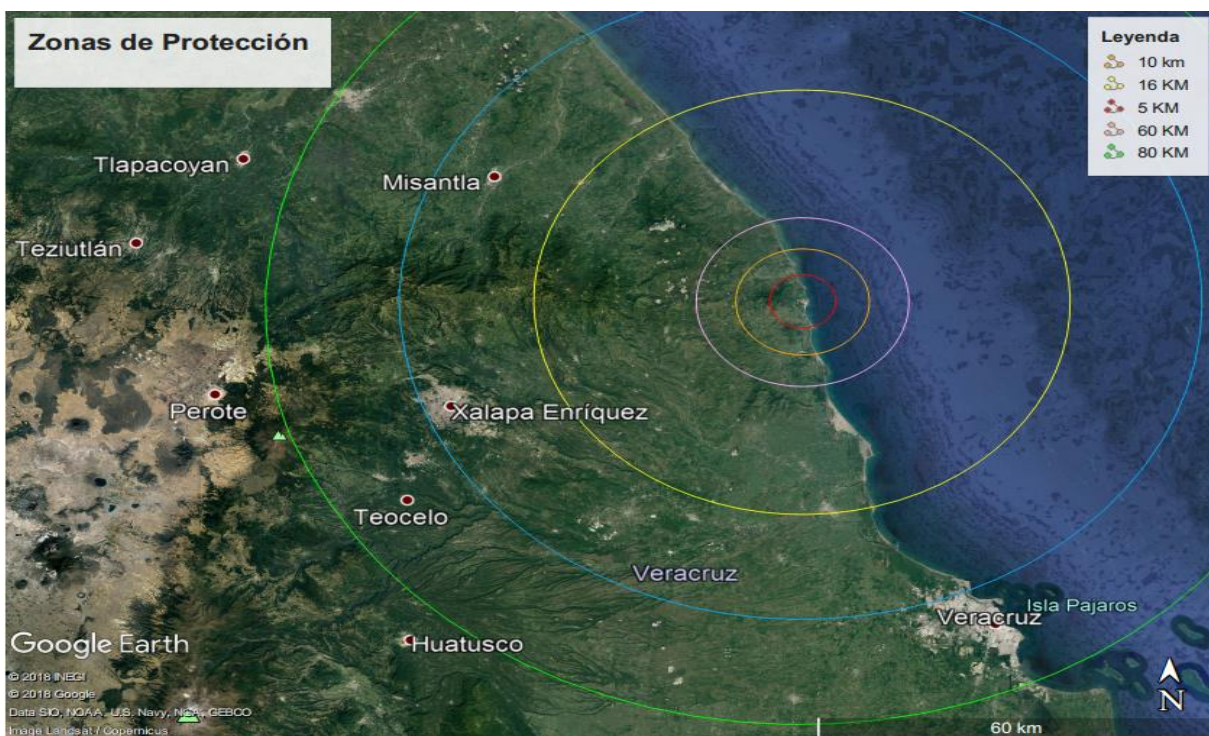 Zonas de Protección
Leyenda
10 km
16 KM
5 KM
60 KM
80 KM
Tlapacoyan
Misantla
Teziutlán
Perote
Xalapa Enríquez
Teocelo
Veracruz
Isla Pajaros
Veracruz
Huatusco
Google Earth
© 2018 INEGI
© 2018 Google
Data SIO, NOAA, U.S. Navy, NGA, GEBCO
Image Landsat / Copernicus
N
60 km